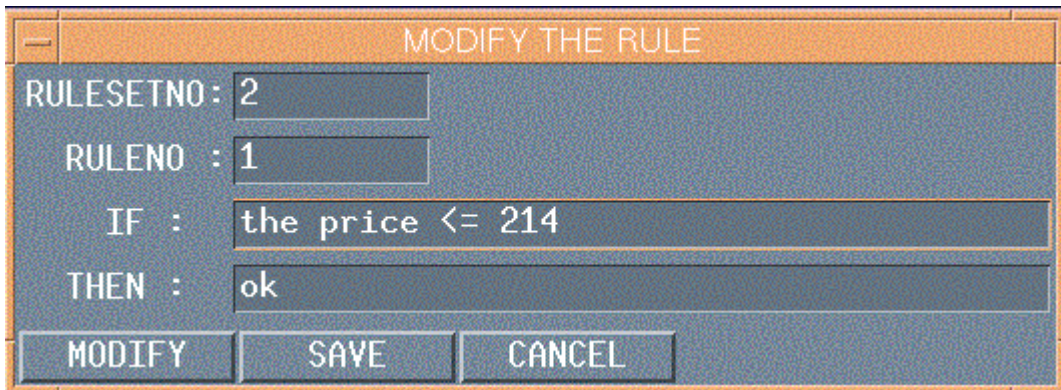 MODIFY THE RULE
RULESETNO: 2
RULENO : 1
IF : the price <= 214
THEN : ok
MODIFY SAVE CANCEL